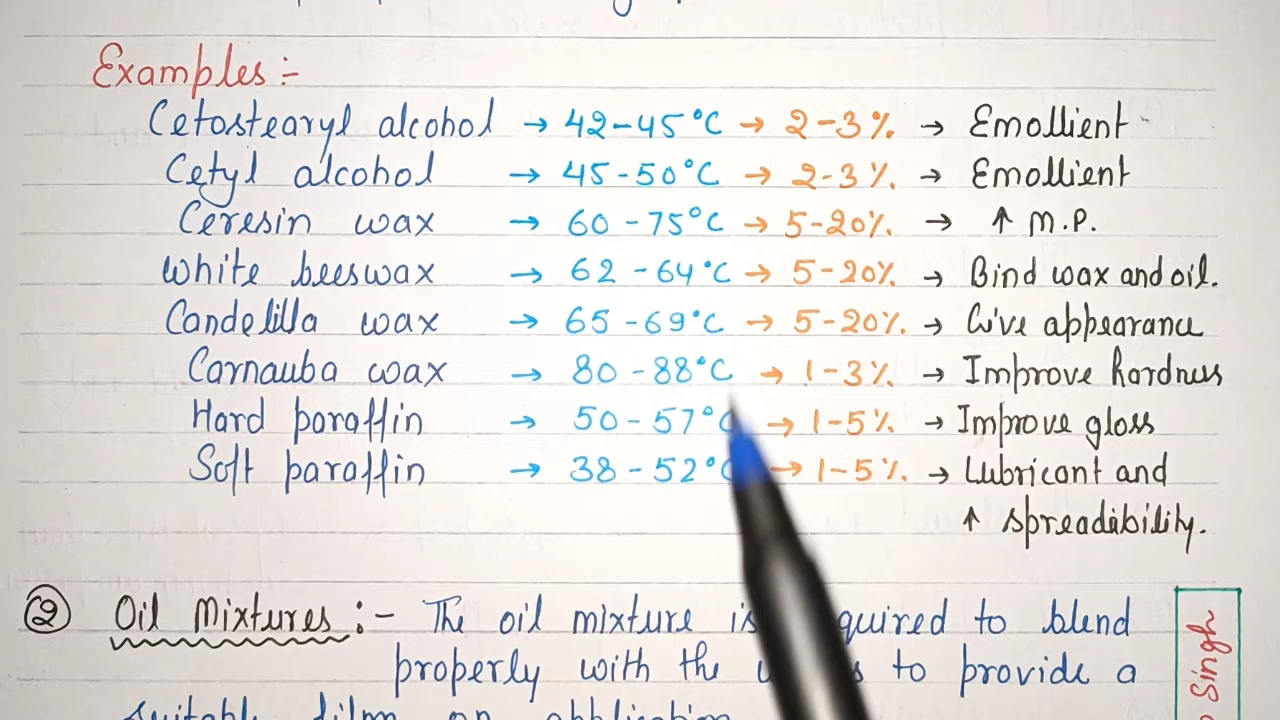 Examples :-
Cetostearyl alcohol → 42-45°C → 2-3% → Emollient
Cetyl alcohol → 45-50°C → 2-3% → Emollient
Ceresin wax → 60-75°C → 5-20% → ↑ M.P.
White beeswax → 62-64°C → 5-20% → Bind wax and oil.
Candelilla wax → 65-69°C → 5-20% → Give appearance
Carnauba wax → 80-88°C → 1-3% → Improve hardness
Hard paraffin → 50-57°C → 1-5% → Improve gloss
Soft paraffin → 38-52°C → 1-5% → Lubricant and
↑ spreadability.
② Oil Mixtures :- The oil mixture is to blend
properly with the to provide a
suitable film on application
Singh